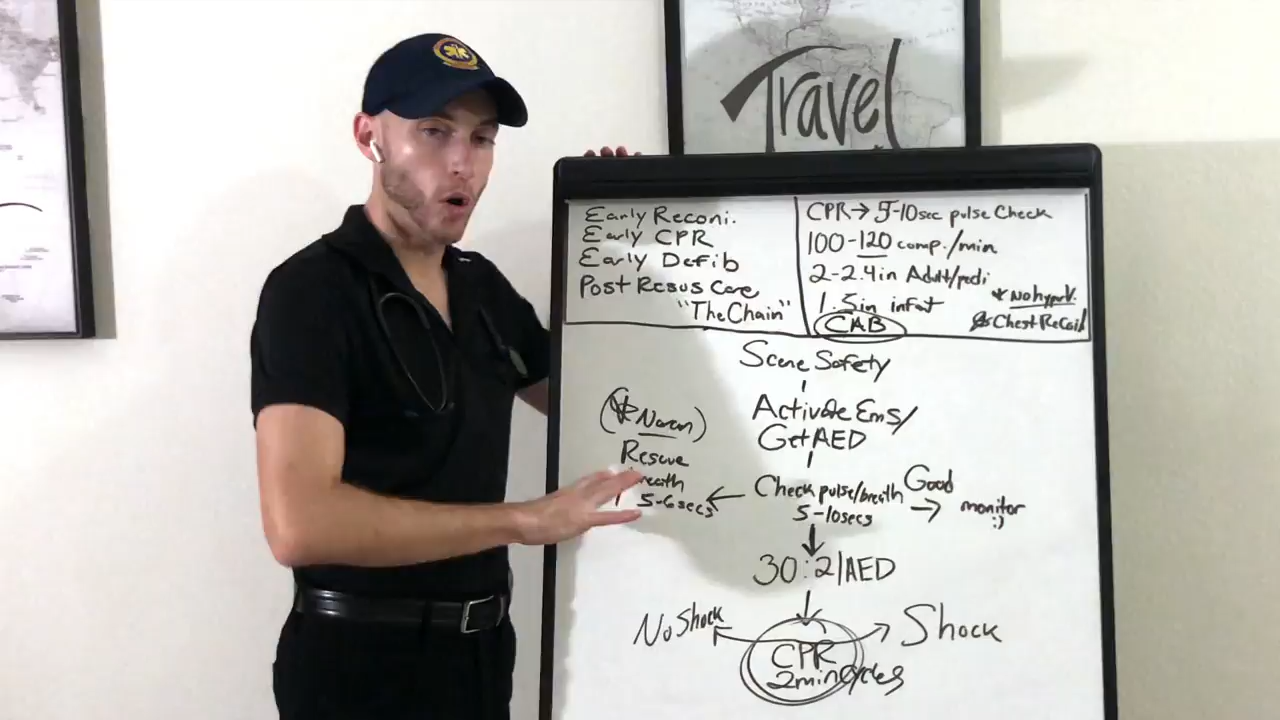 Travel
Early Reconi.
Early CPR
Early Defib
Post Resus Care
"The Chain"
CPR→ 5-10sec pulse Check
100-120 comp./min
2-2.4in Adult/pedi
1.5in infat
* No hyperV.
& Chest ReCoil
CAB
Scene Safety
Activate Ems/
Get AED
(* Narcan)
Rescue
breath
1 5-6secs
Check pulse/breath
5-10secs
Good
monitor
:)
30:2/AED
No Shock
Shock
CPR
2min cycles